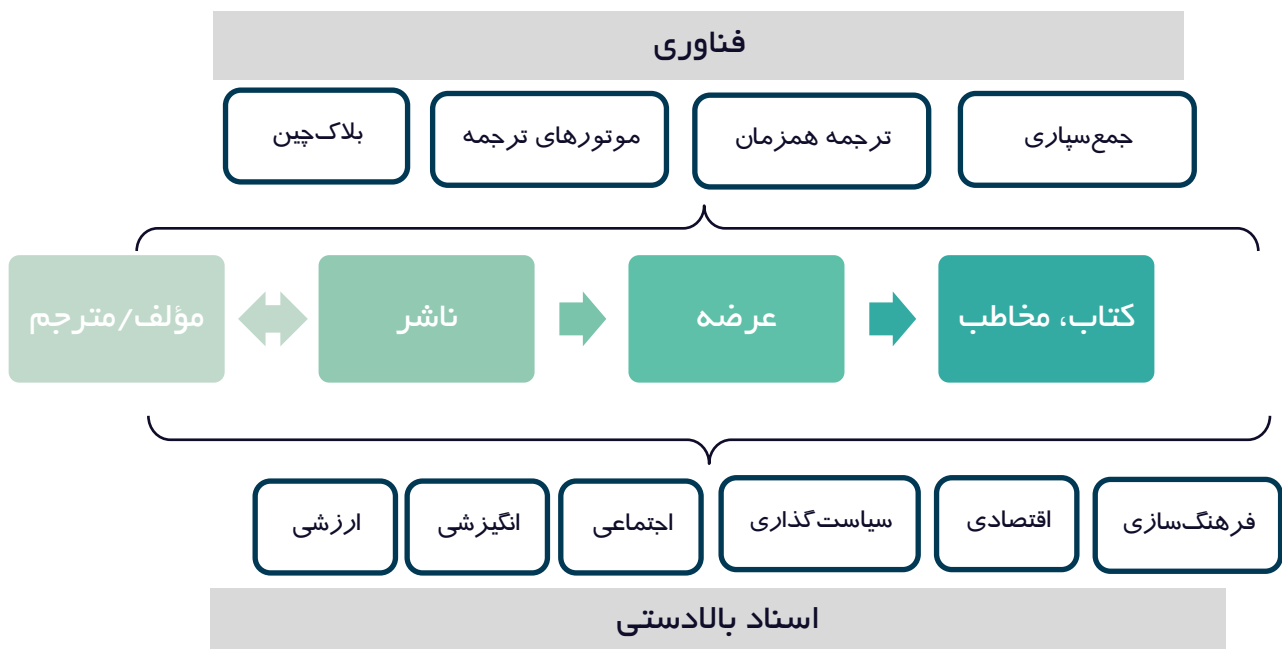 فناوری
جمع‌سپاری
ترجمه همزمان
موتورهای ترجمه
بلاک‌چین
کتاب، مخاطب
عرضه
ناشر
مؤلف/مترجم
فرهنگ‌سازی
اقتصادی
سیاست‌گذاری
اجتماعی
انگیزشی
ارزشی
اسناد بالادستی